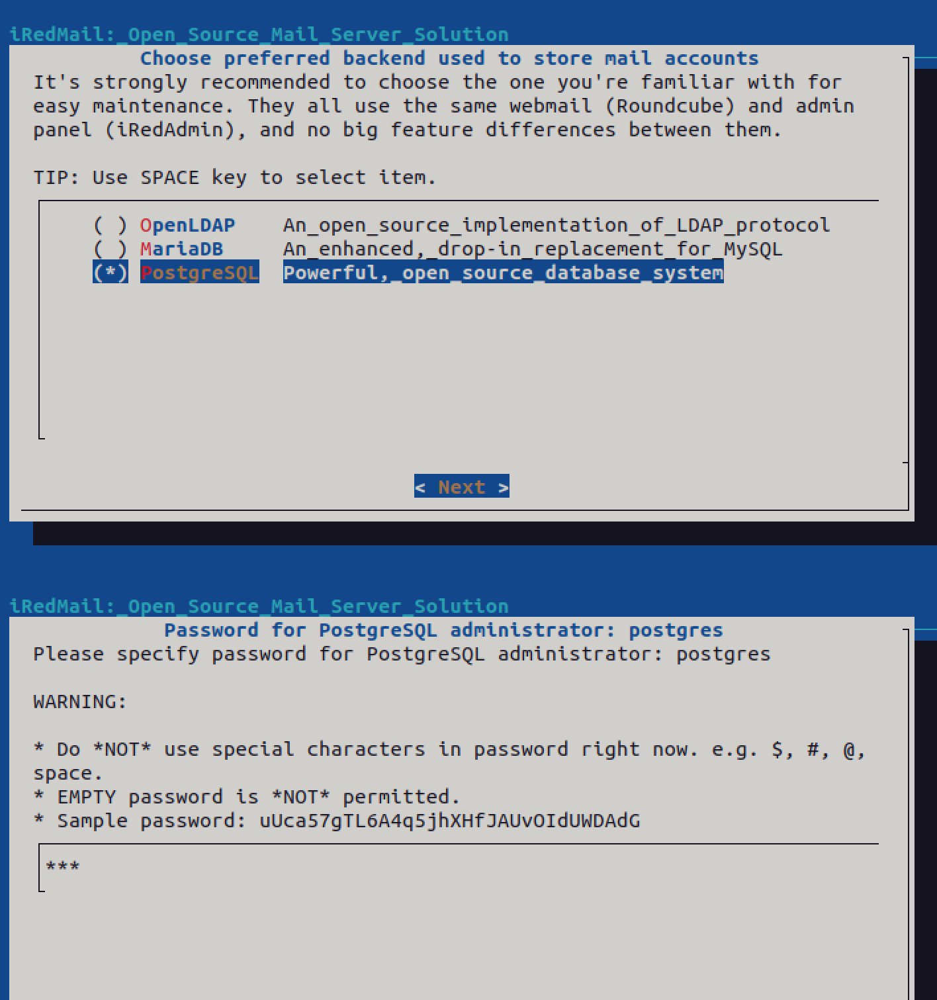 iRedMail:_Open_Source_Mail_Server_Solution
Choose preferred backend used to store mail accounts
It's strongly recommended to choose the one you're familiar with for
easy maintenance. They all use the same webmail (Roundcube) and admin
panel (iRedAdmin), and no big feature differences between them.
TIP: Use SPACE key to select item.
( ) OpenLDAP An_open_source_implementation_of_LDAP_protocol
( ) MariaDB An_enhanced,_drop-in_replacement_for_MySQL
(*) PostgreSQL Powerful,_open_source_database_system
< Next >
iRedMail:_Open_Source_Mail_Server_Solution
Password for PostgreSQL administrator: postgres
Please specify password for PostgreSQL administrator: postgres
WARNING:
* Do *NOT* use special characters in password right now. e.g. $, #, @,
space.
* EMPTY password is *NOT* permitted.
* Sample password: uUca57gTL6A4q5jhXHfJAUvOIdUWDAdG
***